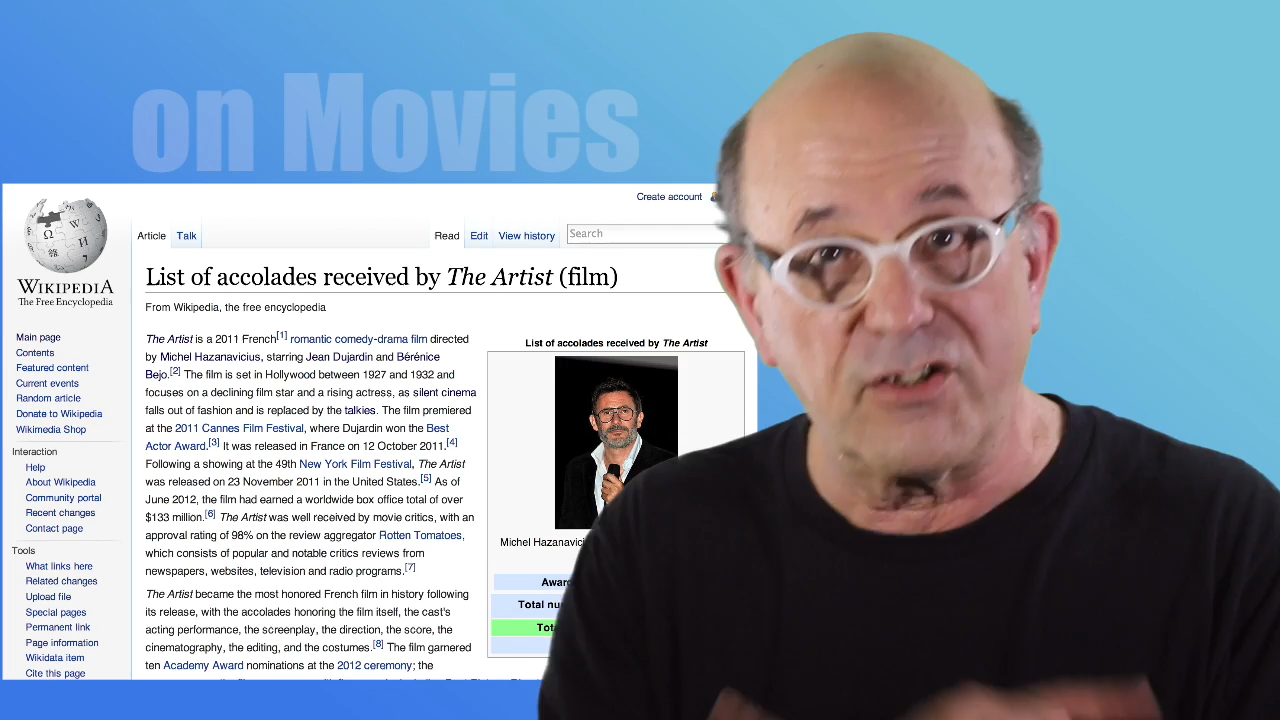 on Movies
Create account
Article Talk
Read Edit View history
Search
WIKIPEDIA
The Free Encyclopedia
List of accolades received by The Artist (film)
From Wikipedia, the free encyclopedia
Main page
Contents
Featured content
Current events
Random article
Donate to Wikipedia
Wikimedia Shop
Interaction
Help
About Wikipedia
Community portal
Recent changes
Contact page
Tools
What links here
Related changes
Upload file
Special pages
Permanent link
Page information
Wikidata item
Cite this page
The Artist is a 2011 French[1] romantic comedy-drama film directed
by Michel Hazanavicius, starring Jean Dujardin and Bérénice
Bejo.[2] The film is set in Hollywood between 1927 and 1932 and
focuses on a declining film star and a rising actress, as silent cinema
falls out of fashion and is replaced by the talkies. The film premiered
at the 2011 Cannes Film Festival, where Dujardin won the Best
Actor Award.[3] It was released in France on 12 October 2011.[4]
Following a showing at the 49th New York Film Festival, The Artist
was released on 23 November 2011 in the United States.[5] As of
June 2012, the film had earned a worldwide box office total of over
$133 million.[6] The Artist was well received by movie critics, with an
approval rating of 98% on the review aggregator Rotten Tomatoes,
which consists of popular and notable critics reviews from
newspapers, websites, television and radio programs.[7]
The Artist became the most honored French film in history following
its release, with the accolades honoring the film itself, the cast's
acting performance, the screenplay, the direction, the score, the
cinematography, the editing, and the costumes.[8] The film garnered
ten Academy Award nominations at the 2012 ceremony; the
List of accolades received by The Artist
Michel Hazanavici
Awar
Total nu
Tot